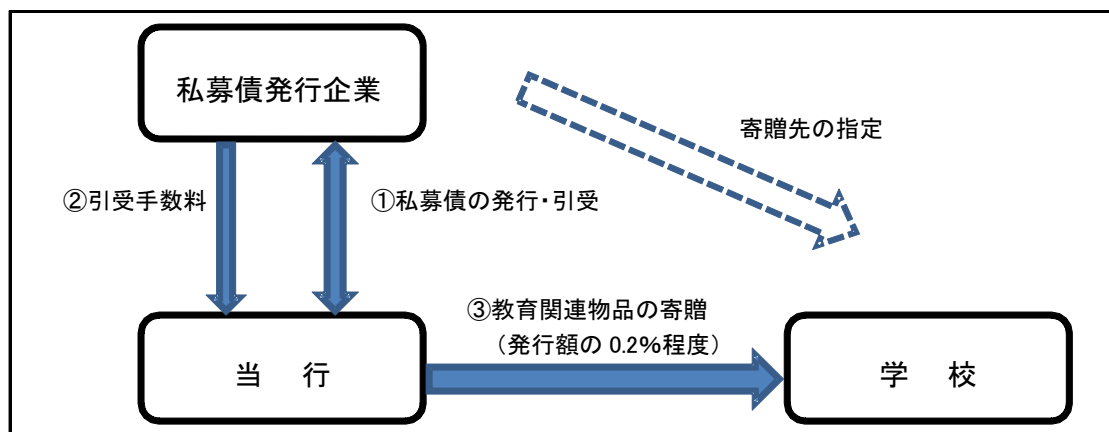 私募債発行企業
寄贈先の指定
②引受手数料
①私募債の発行・引受
③教育関連物品の寄贈
（発行額の 0.2%程度）
当 行
学 校